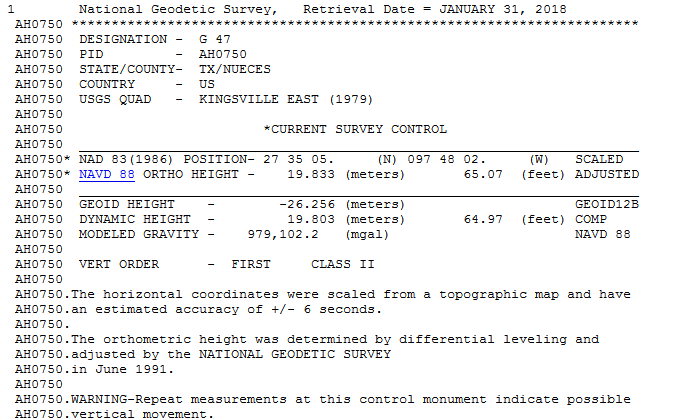 1        National Geodetic Survey,   Retrieval Date = JANUARY 31, 2018
 AH0750 ***********************************************************************
 AH0750  DESIGNATION -  G 47
 AH0750  PID         -  AH0750
 AH0750  STATE/COUNTY-  TX/NUECES
 AH0750  COUNTRY     -  US
 AH0750  USGS QUAD   -  KINGSVILLE EAST (1979)
 AH0750
 AH0750                         *CURRENT SURVEY CONTROL
 AH0750
 AH0750* NAD 83(1986) POSITION- 27 35 05.     (N) 097 48 02.     (W)   SCALED
 AH0750* NAVD 88 ORTHO HEIGHT -    19.833 (meters)       65.07  (feet) ADJUSTED
 AH0750
 AH0750  GEOID HEIGHT    -        -26.256 (meters)                     GEOID12B
 AH0750  DYNAMIC HEIGHT  -         19.803 (meters)       64.97  (feet) COMP
 AH0750  MODELED GRAVITY -    979,102.2   (mgal)                       NAVD 88
 AH0750
 AH0750  VERT ORDER      -  FIRST     CLASS II
 AH0750
 AH0750.The horizontal coordinates were scaled from a topographic map and have
 AH0750.an estimated accuracy of +/- 6 seconds.
 AH0750.
 AH0750.The orthometric height was determined by differential leveling and
 AH0750.adjusted by the NATIONAL GEODETIC SURVEY
 AH0750.in June 1991.
 AH0750
 AH0750.WARNING-Repeat measurements at this control monument indicate possible
 AH0750.vertical movement.